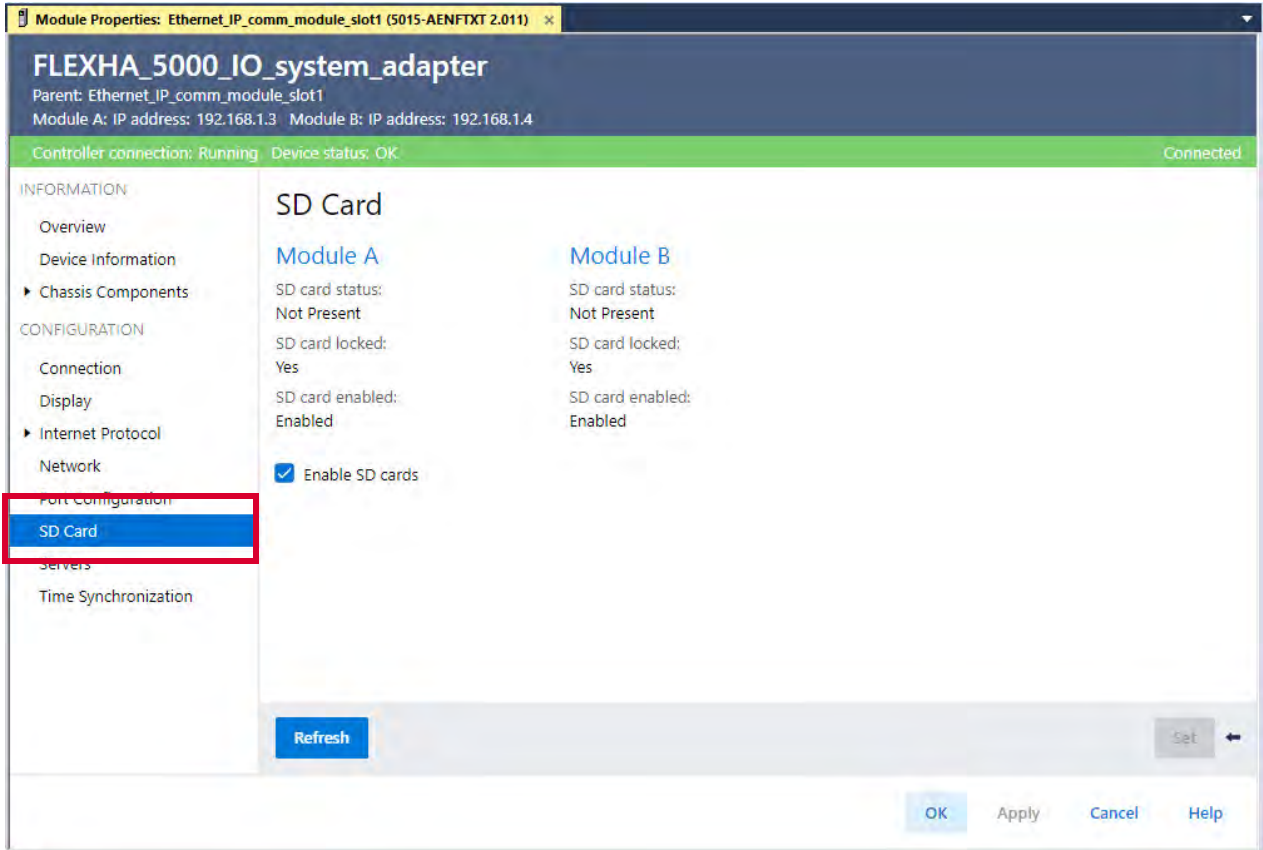 Module Properties: Ethernet_IP_comm_module_slot1 (5015-AENFTXT 2.011) ×
FLEXHA_5000_IO_system_adapter
Parent: Ethernet_IP_comm_module_slot1
Module A: IP address: 192.168.1.3 Module B: IP address: 192.168.1.4
Controller connection: Running Device status: OK Connected
INFORMATION
Overview
Device Information
Chassis Components
CONFIGURATION
Connection
Display
Internet Protocol
Network
Port Configuration
SD Card
Servers
Time Synchronization
SD Card
Module A
SD card status:
Not Present
SD card locked:
Yes
SD card enabled:
Enabled
Module B
SD card status:
Not Present
SD card locked:
Yes
SD card enabled:
Enabled
Enable SD cards
Refresh
Set
OK Apply Cancel Help